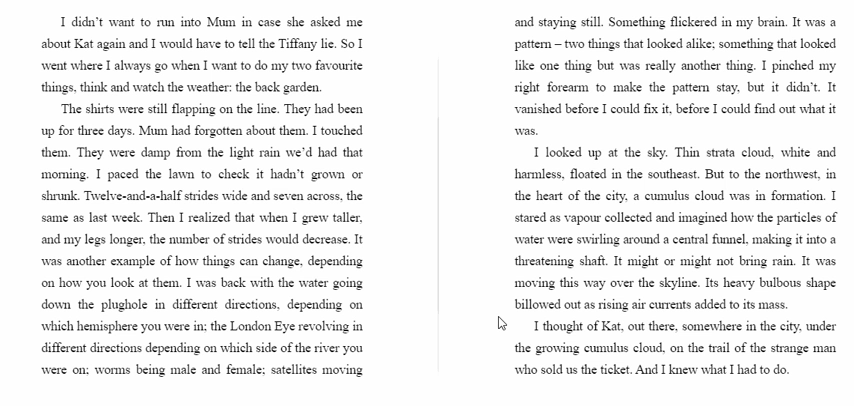 I didn't want to run into Mum in case she asked me
about Kat again and I would have to tell the Tiffany lie. So I
went where I always go when I want to do my two favourite
things, think and watch the weather: the back garden.
The shirts were still flapping on the line. They had been
up for three days. Mum had forgotten about them. I touched
them. They were damp from the light rain we'd had that
morning. I paced the lawn to check it hadn't grown or
shrunk. Twelve-and-a-half strides wide and seven across, the
same as last week. Then I realized that when I grew taller,
and my legs longer, the number of strides would decrease. It
was another example of how things can change, depending
on how you look at them. I was back with the water going
down the plughole in different directions, depending on
which hemisphere you were in; the London Eye revolving in
different directions depending on which side of the river you
were on; worms being male and female; satellites moving
and staying still. Something flickered in my brain. It was a
pattern – two things that looked alike; something that looked
like one thing but was really another thing. I pinched my
right forearm to make the pattern stay, but it didn't. It
vanished before I could fix it, before I could find out what it
was.
I looked up at the sky. Thin strata cloud, white and
harmless, floated in the southeast. But to the northwest, in
the heart of the city, a cumulus cloud was in formation. I
stared as vapour collected and imagined how the particles of
water were swirling around a central funnel, making it into a
threatening shaft. It might or might not bring rain. It was
moving this way over the skyline. Its heavy bulbous shape
billowed out as rising air currents added to its mass.
I thought of Kat, out there, somewhere in the city, under
the growing cumulus cloud, on the trail of the strange man
who sold us the ticket. And I knew what I had to do.